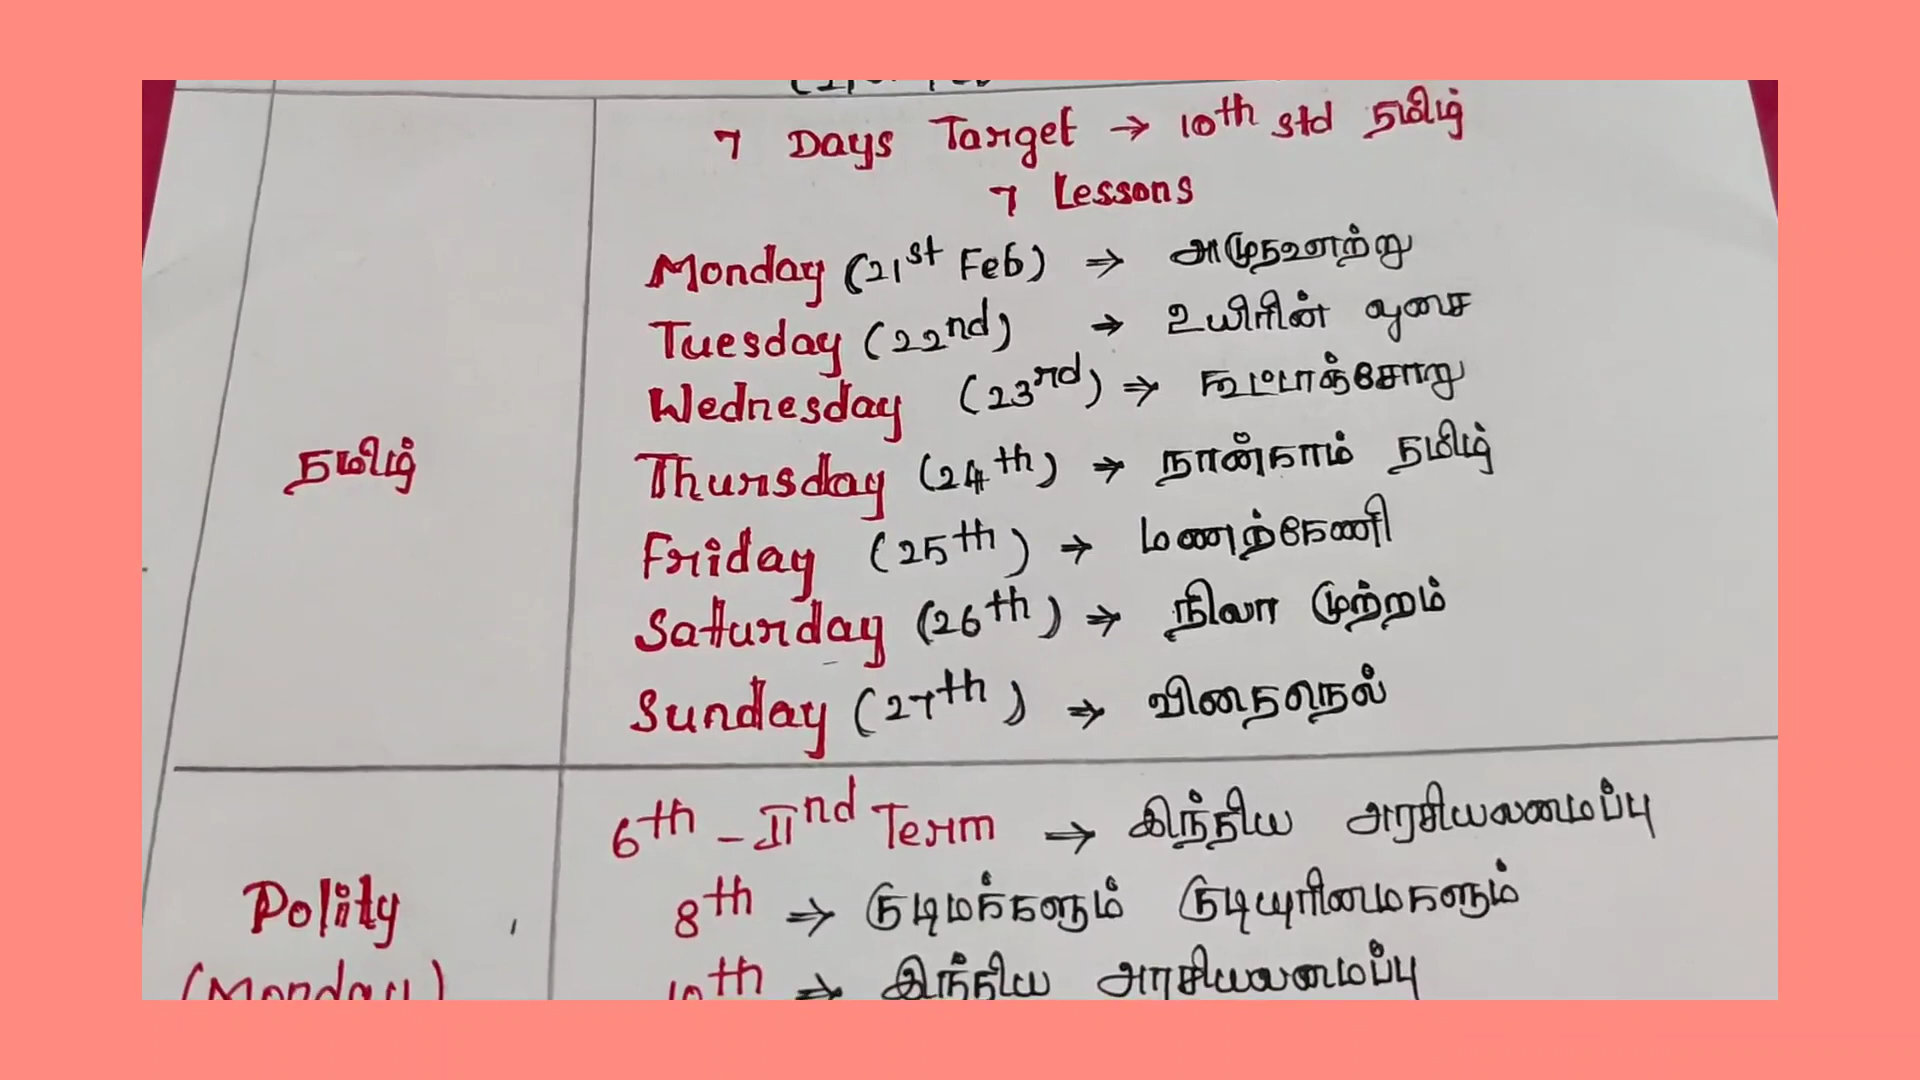 7 Days Target → 10th std தமிழ்
7 Lessons
Monday (21st Feb) ⇒ அமுதஊற்று
Tuesday (22nd) ⇒ உயிரின் ஓசை
Wednesday (23rd) ⇒ கூட்டாஞ்சோறு
தமிழ்
Thursday (24th) ⇒ நான்காம் தமிழ்
Friday (25th) ⇒ மணற்கேணி
Saturday (26th) ⇒ நிலா முற்றம்
Sunday (27th) ⇒ விதைநெல்
6th - IInd Term → இந்திய அரசியலமைப்பு
Polity
8th ⇒ குடிமக்களும் குடியுரிமைகளும்
(Monday)
10th ⇒ இந்திய அரசியலமைப்பு